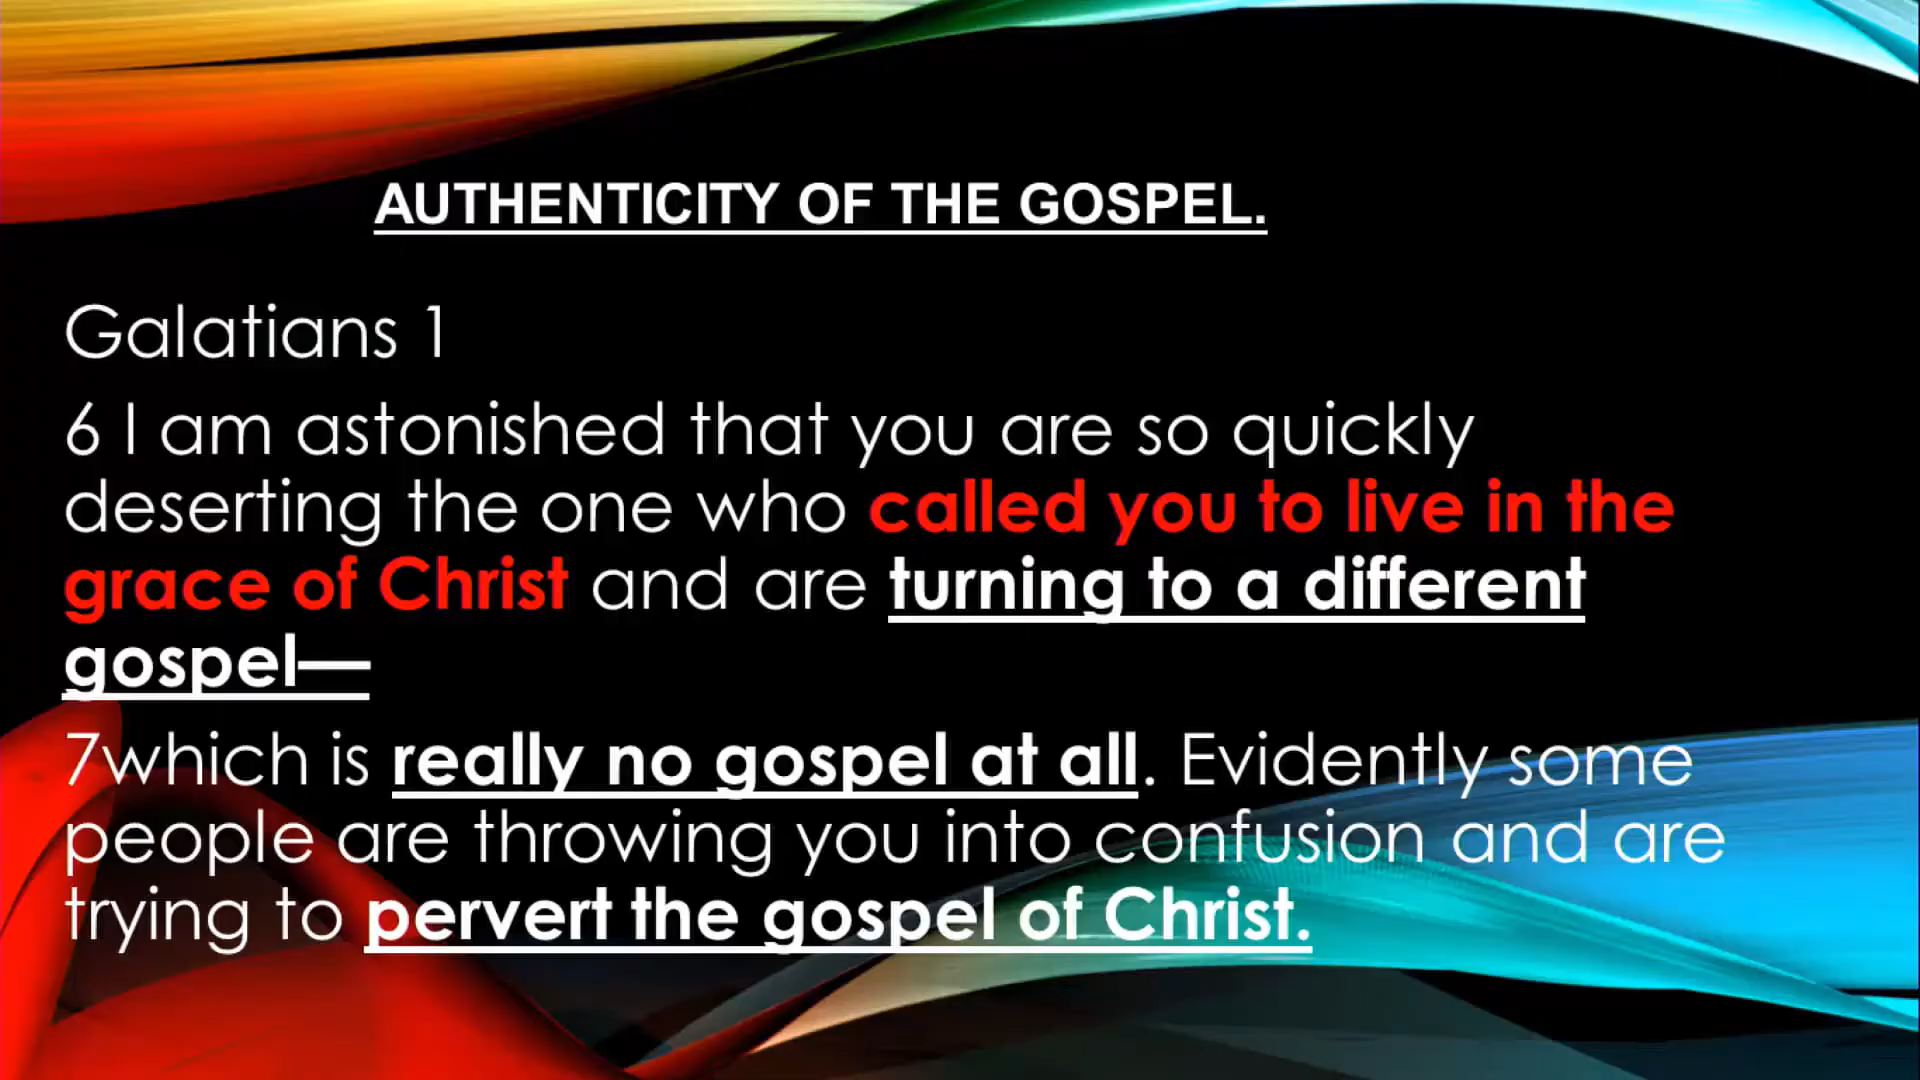 AUTHENTICITY OF THE GOSPEL.
Galatians 1
6 I am astonished that you are so quickly
deserting the one who called you to live in the
grace of Christ and are turning to a different
gospel—
7which is really no gospel at all. Evidently some
people are throwing you into confusion and are
trying to pervert the gospel of Christ.